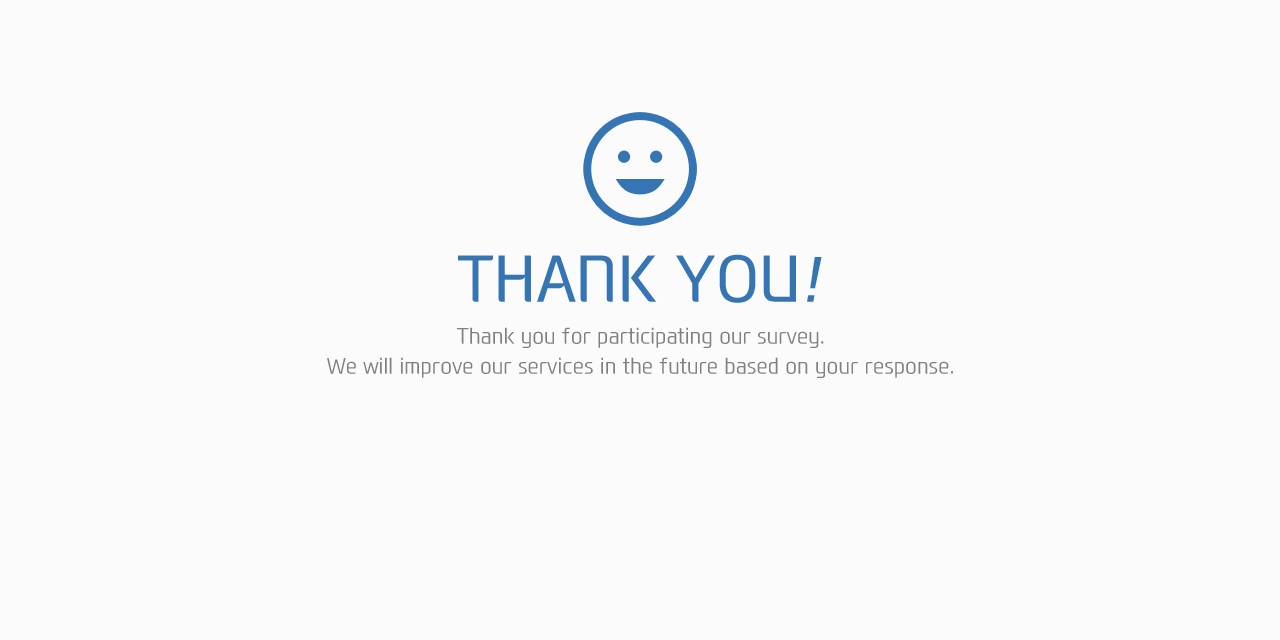 THANK YOU!
Thank you for participating our survey.
We will improve our services in the future based on your response.